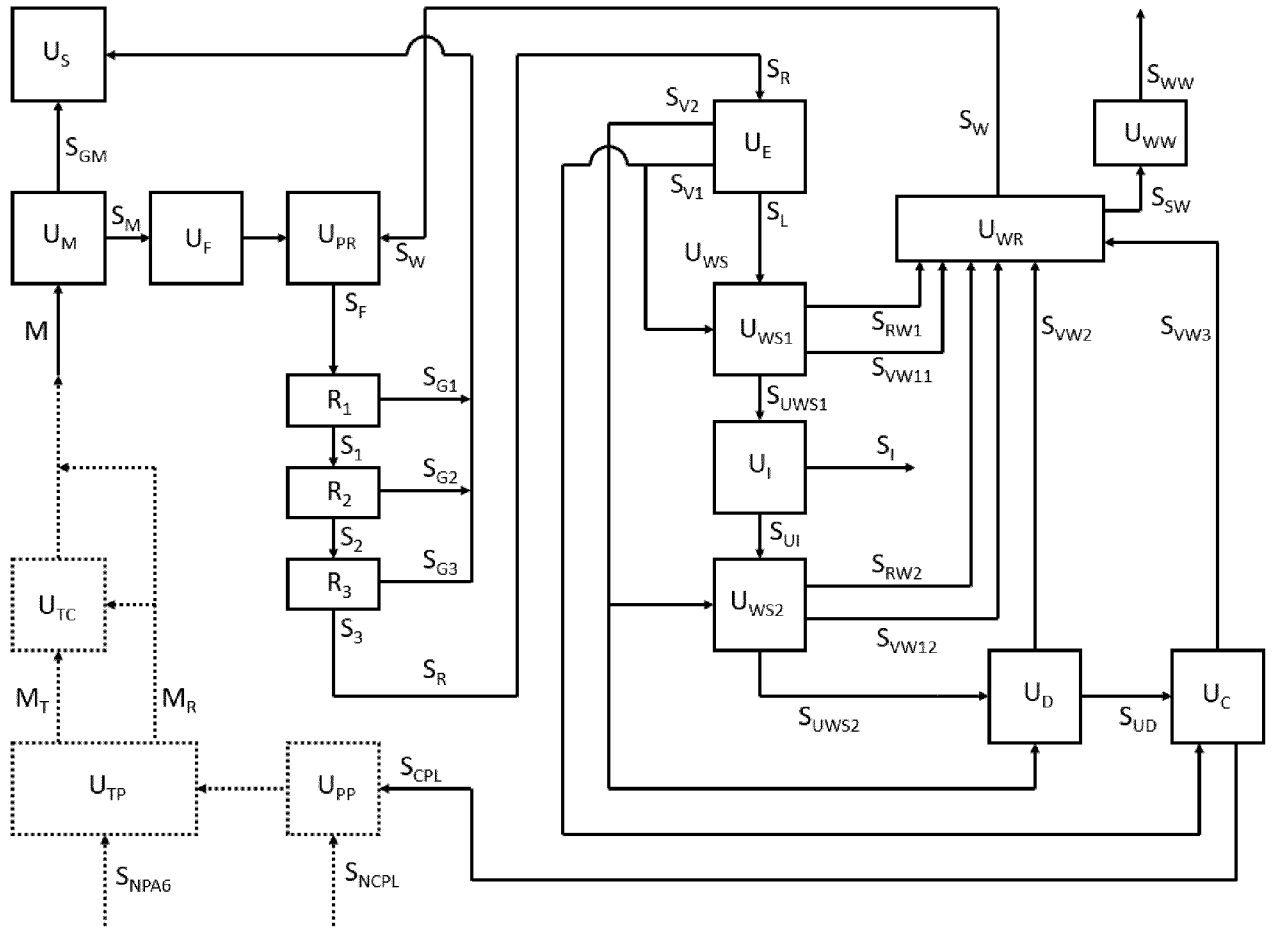 U_S
S_R
S_V2
S_WW
U_E
S_W
U_WW
S_GM
S_V1
S_SW
S_M
S_L
U_M
U_F
U_PR
U_WR
S_W
U_WS
S_F
M
U_WS1
S_RW1
S_VW2
S_VW3
S_VW11
S_G1
R_1
S_UWS1
S_1
S_I
S_G2
U_I
R_2
S_2
S_UI
S_G3
S_RW2
R_3
U_TC
U_WS2
S_3
S_VW12
S_R
M_T
M_R
U_D
U_C
S_UWS2
S_UD
S_CPL
U_TP
U_PP
S_NPA6
S_NCPL